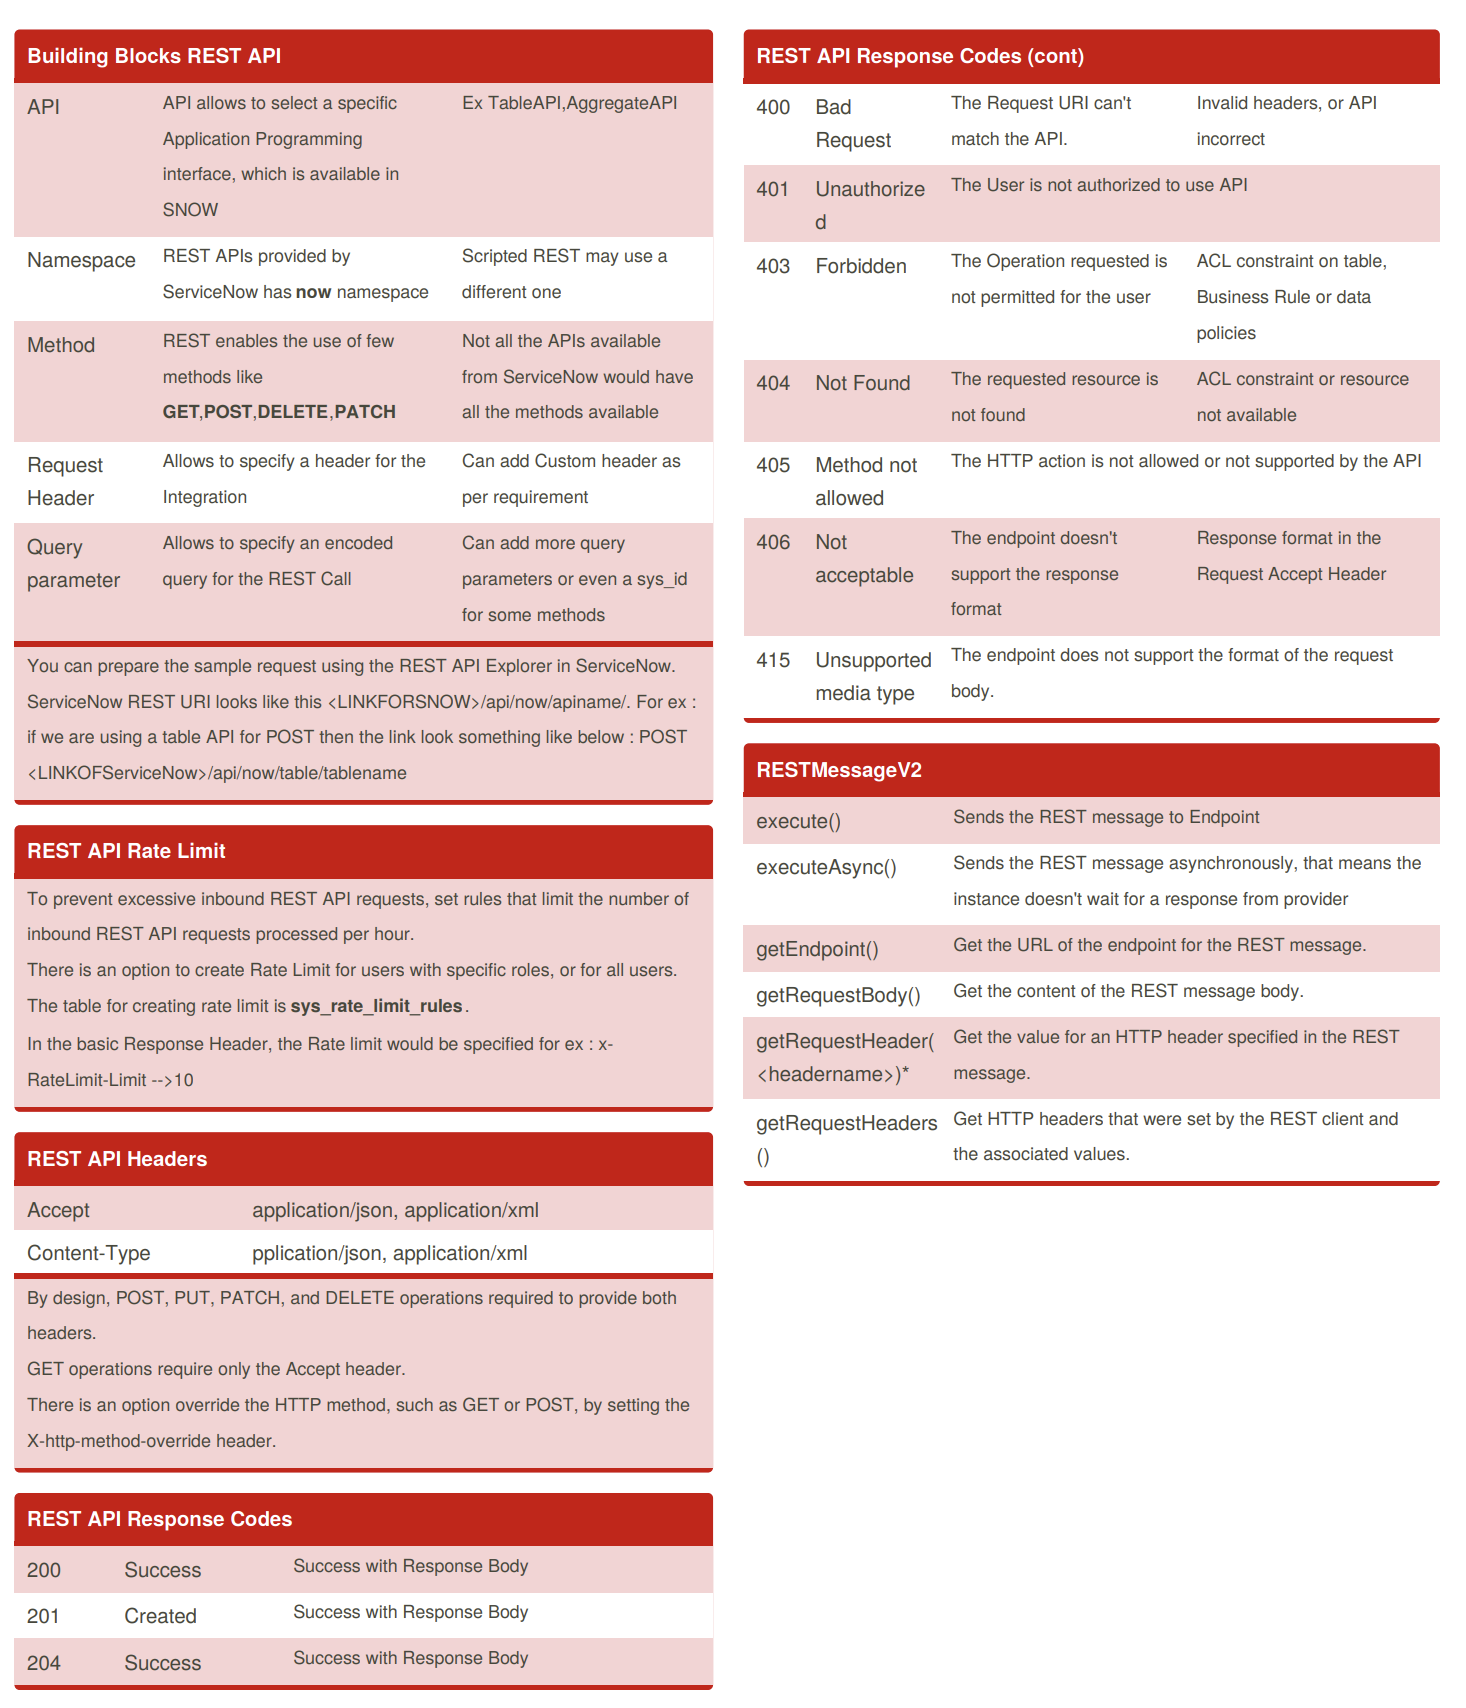 Building Blocks REST API
API
API allows to select a specific
Application Programming
interface, which is available in
SNOW
Ex TableAPI,AggregateAPI
Namespace
REST APIs provided by
ServiceNow has now namespace
Scripted REST may use a
different one
Method
REST enables the use of few
methods like
GET,POST,DELETE,PATCH
Not all the APIs available
from ServiceNow would have
all the methods available
Request
Header
Allows to specify a header for the
Integration
Can add Custom header as
per requirement
Query
parameter
Allows to specify an encoded
query for the REST Call
Can add more query
parameters or even a sys_id
for some methods
You can prepare the sample request using the REST API Explorer in ServiceNow.
ServiceNow REST URI looks like this <LINKFORSNOW>/api/now/apiname/. For ex :
if we are using a table API for POST then the link look something like below : POST
<LINKOFServiceNow>/api/now/table/tablename
REST API Rate Limit
To prevent excessive inbound REST API requests, set rules that limit the number of
inbound REST API requests processed per hour.
There is an option to create Rate Limit for users with specific roles, or for all users.
The table for creating rate limit is sys_rate_limit_rules.
In the basic Response Header, the Rate limit would be specified for ex : x-
RateLimit-Limit -->10
REST API Headers
Accept application/json, application/xml
Content-Type pplication/json, application/xml
By design, POST, PUT, PATCH, and DELETE operations required to provide both
headers.
GET operations require only the Accept header.
There is an option override the HTTP method, such as GET or POST, by setting the
X-http-method-override header.
REST API Response Codes
200 Success Success with Response Body
201 Created Success with Response Body
204 Success Success with Response Body
REST API Response Codes (cont)
400
Bad
Request
The Request URI can't
match the API.
Invalid headers, or API
incorrect
401
Unauthorize
d
The User is not authorized to use API
403
Forbidden
The Operation requested is
not permitted for the user
ACL constraint on table,
Business Rule or data
policies
404
Not Found
The requested resource is
not found
ACL constraint or resource
not available
405
Method not
allowed
The HTTP action is not allowed or not supported by the API
406
Not
acceptable
The endpoint doesn't
support the response
format
Response format in the
Request Accept Header
415
Unsupported
media type
The endpoint does not support the format of the request
body.
RESTMessageV2
execute()
Sends the REST message to Endpoint
executeAsync()
Sends the REST message asynchronously, that means the
instance doesn't wait for a response from provider
getEndpoint()
Get the URL of the endpoint for the REST message.
getRequestBody()
Get the content of the REST message body.
getRequestHeader(
<headername>)*
Get the value for an HTTP header specified in the REST
message.
getRequestHeaders
()
Get HTTP headers that were set by the REST client and
the associated values.